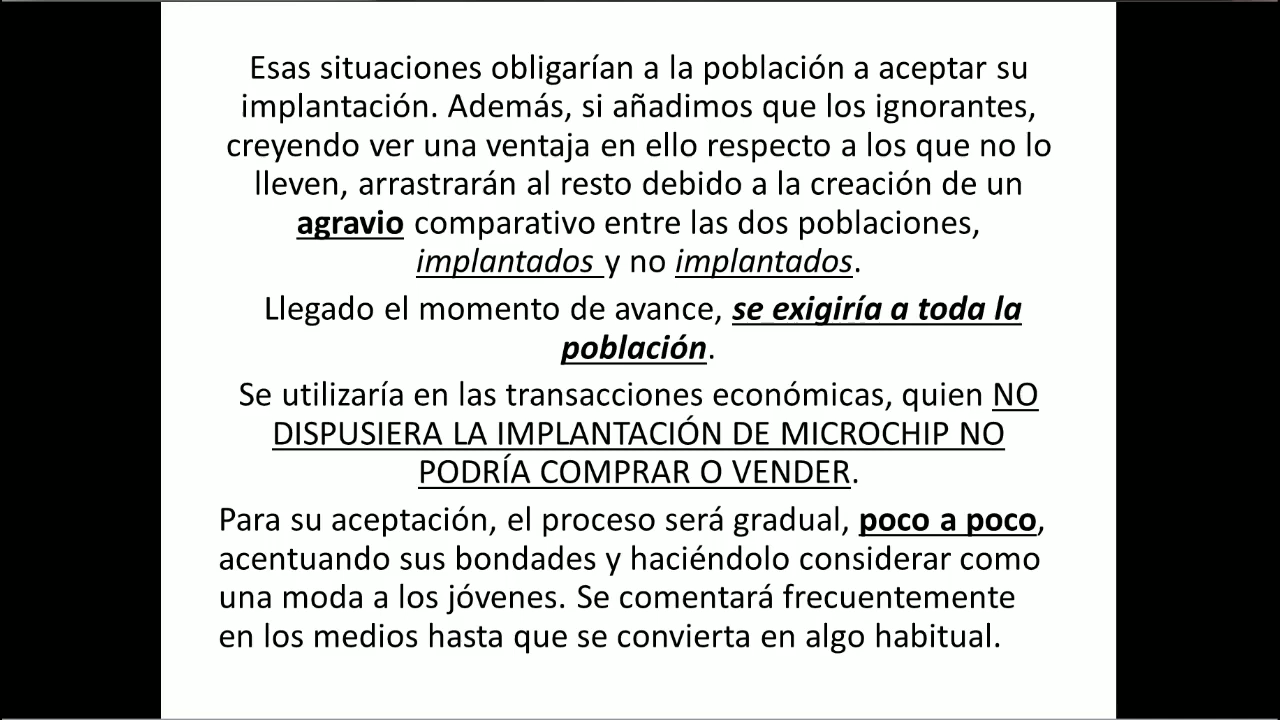 Esas situaciones obligarían a la población a aceptar su
implantación. Además, si añadimos que los ignorantes,
creyendo ver una ventaja en ello respecto a los que no lo
lleven, arrastrarán al resto debido a la creación de un
agravio comparativo entre las dos poblaciones,
implantados y no implantados.
Llegado el momento de avance, se exigiría a toda la
población.
Se utilizaría en las transacciones económicas, quien NO
DISPUSIERA LA IMPLANTACIÓN DE MICROCHIP NO
PODRÍA COMPRAR O VENDER.
Para su aceptación, el proceso será gradual, poco a poco,
acentuando sus bondades y haciéndolo considerar como
una moda a los jóvenes. Se comentará frecuentemente
en los medios hasta que se convierta en algo habitual.